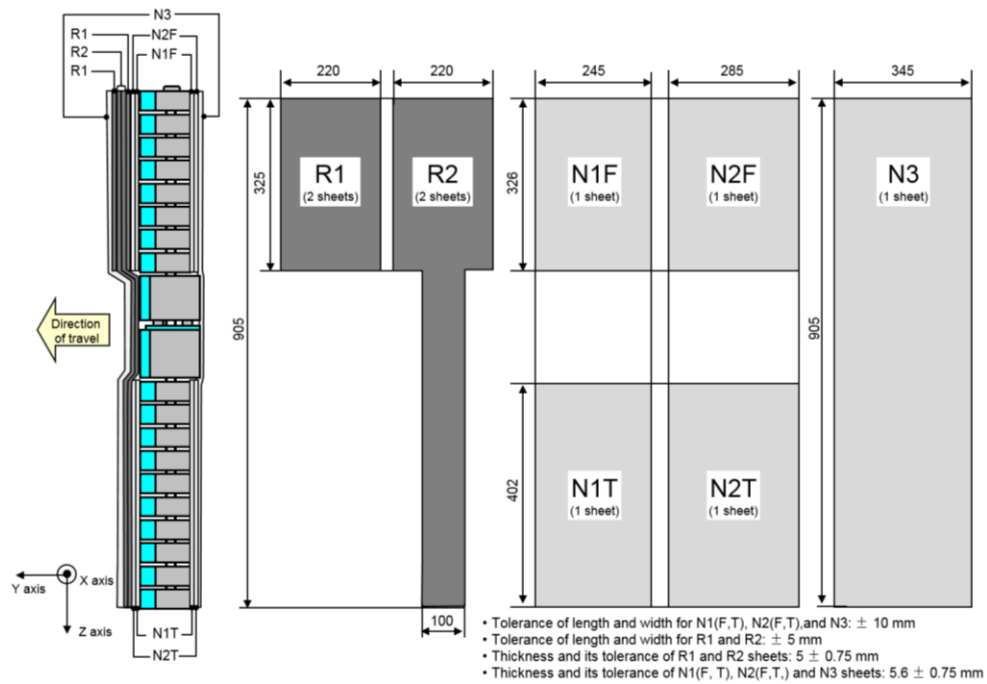 N3
R1
N2F
R2
N1F
R1
220
220
245
285
345
325
R1
(2 sheets)
R2
(2 sheets)
326
N1F
(1 sheet)
N2F
(1 sheet)
N3
(1 sheet)
Direction
of travel
905
905
402
N1T
(1 sheet)
N2T
(1 sheet)
X axis
Y axis
Z axis
N1T
N2T
100
• Tolerance of length and width for N1(F,T), N2(F,T),and N3: ± 10 mm
• Tolerance of length and width for R1 and R2: ± 5 mm
• Thickness and its tolerance of R1 and R2 sheets: 5 ± 0.75 mm
• Thickness and its tolerance of N1(F, T), N2(F,T,) and N3 sheets: 5.6 ± 0.75 mm